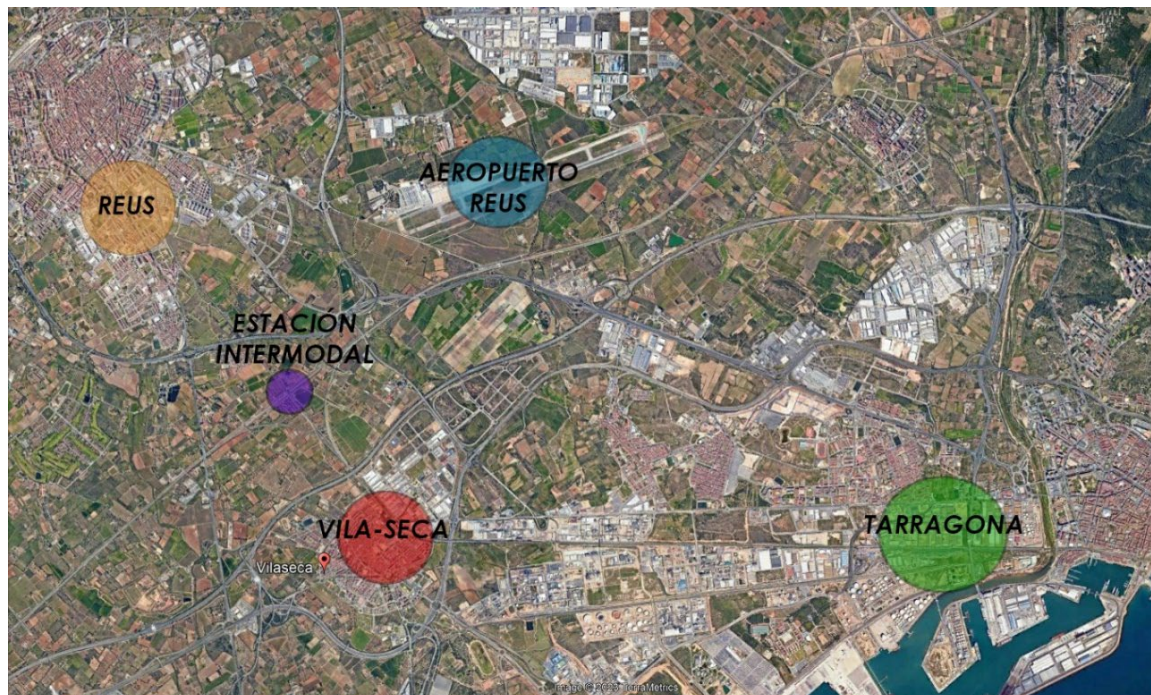 AEROPUERTO
REUS
REUS
ESTACIÓN
INTERMODAL
VILA-SECA
TARRAGONA
Vilaseca